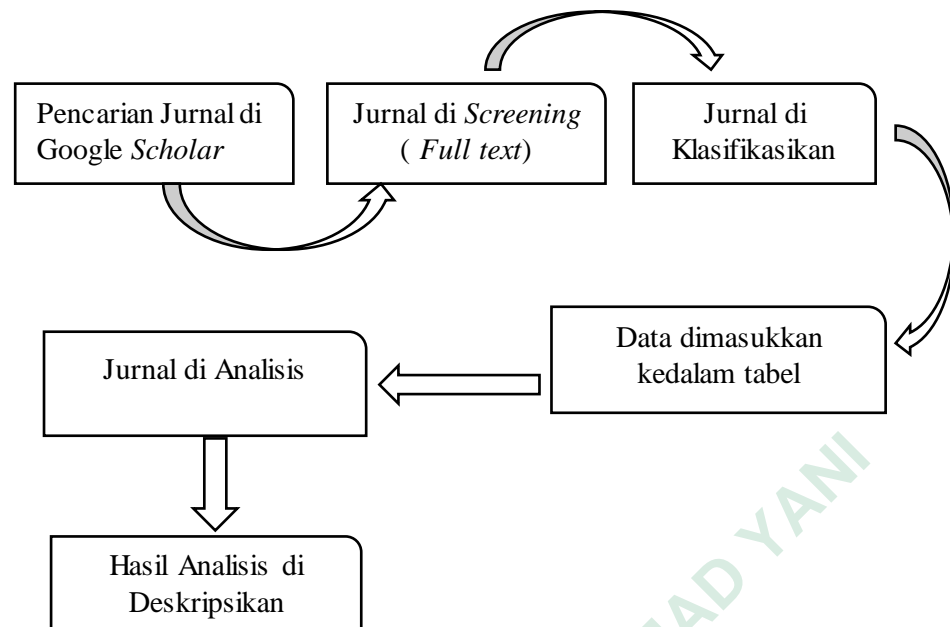 Pencarian Jurnal di
Google Scholar
Jurnal di Screening
( Full text)
Jurnal di
Klasifikasikan
Data dimasukkan
kedalam tabel
Jurnal di Analisis
Hasil Analisis di
Deskripsikan
YANI